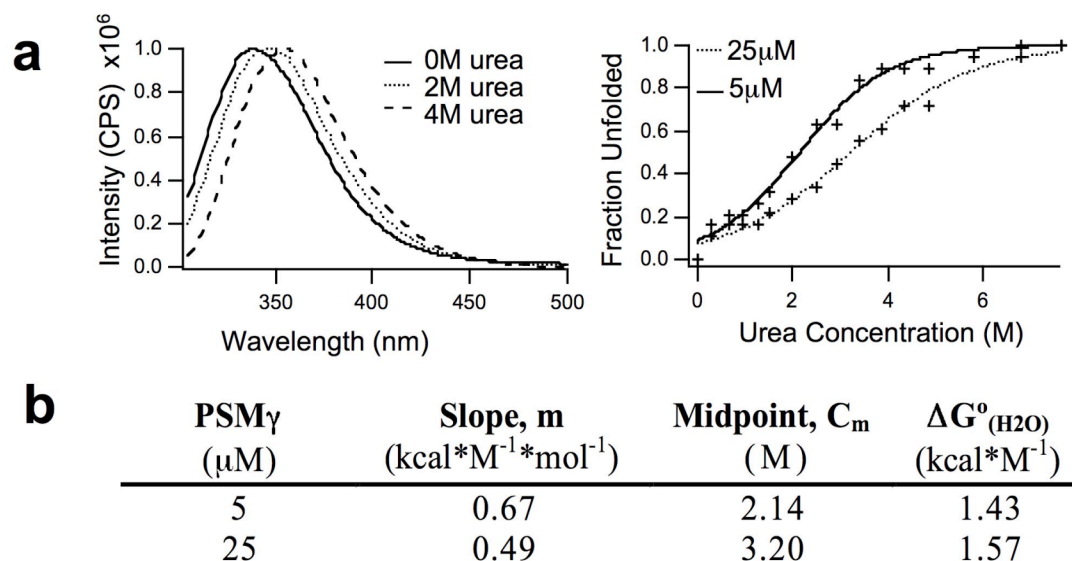 a
Intensity (CPS) x10⁶
1.0
0.8
0.6
0.4
0.2
0.0
0M urea
2M urea
4M urea
350
400
450
500
Wavelength (nm)
Fraction Unfolded
1.0
0.8
0.6
0.4
0.2
0.0
25μM
5μM
0
2
4
6
Urea Concentration (M)
b
PSMγ Slope, m Midpoint, Cₘ ΔG°(H2O)
(μM) (kcal*M⁻¹*mol⁻¹) (M) (kcal*M⁻¹)
5 0.67 2.14 1.43
25 0.49 3.20 1.57